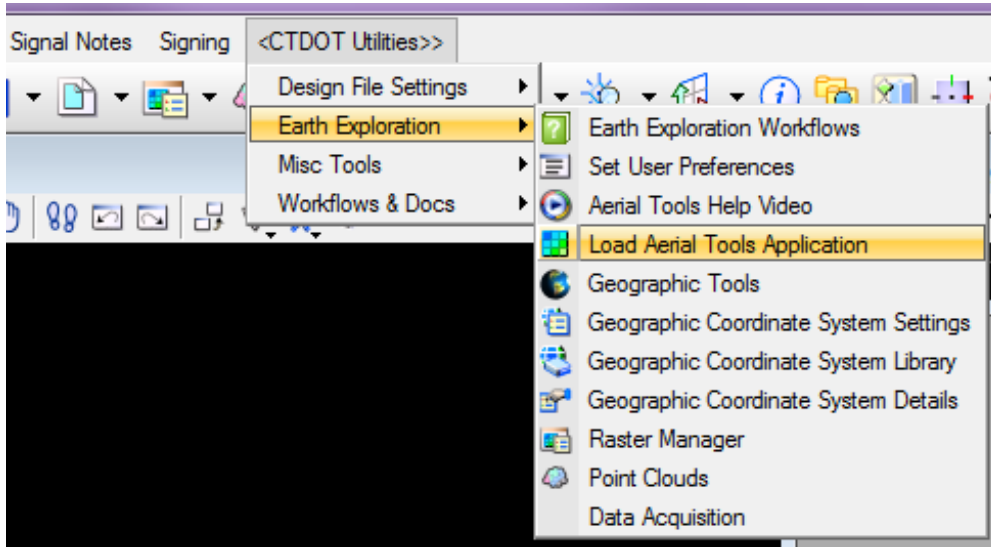 Signal Notes Signing <CTDOT Utilities>>
Design File Settings
Earth Exploration
Misc Tools
Workflows & Docs
Earth Exploration Workflows
Set User Preferences
Aerial Tools Help Video
Load Aerial Tools Application
Geographic Tools
Geographic Coordinate System Settings
Geographic Coordinate System Library
Geographic Coordinate System Details
Raster Manager
Point Clouds
Data Acquisition